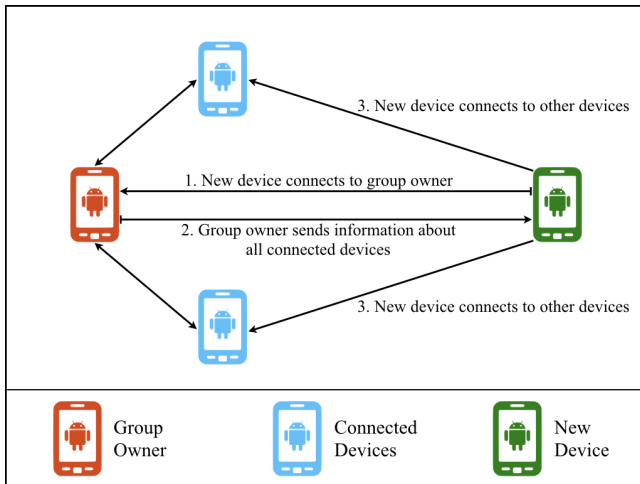 3. New device connects to other devices
1. New device connects to group owner
2. Group owner sends information about
all connected devices
3. New device connects to other devices
Group
Owner
Connected
Devices
New
Device